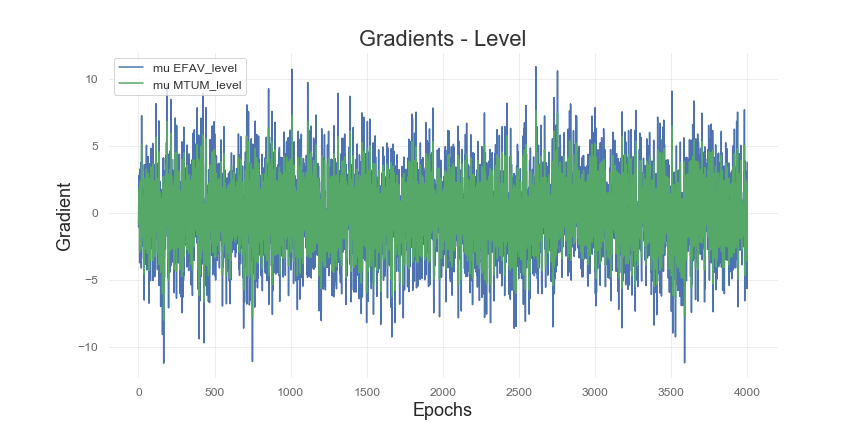 Gradients - Level
mu EFAV_level
mu MTUM_level
10
5
0
−5
−10
Gradient
0 500 1000 1500 2000 2500 3000 3500 4000
Epochs